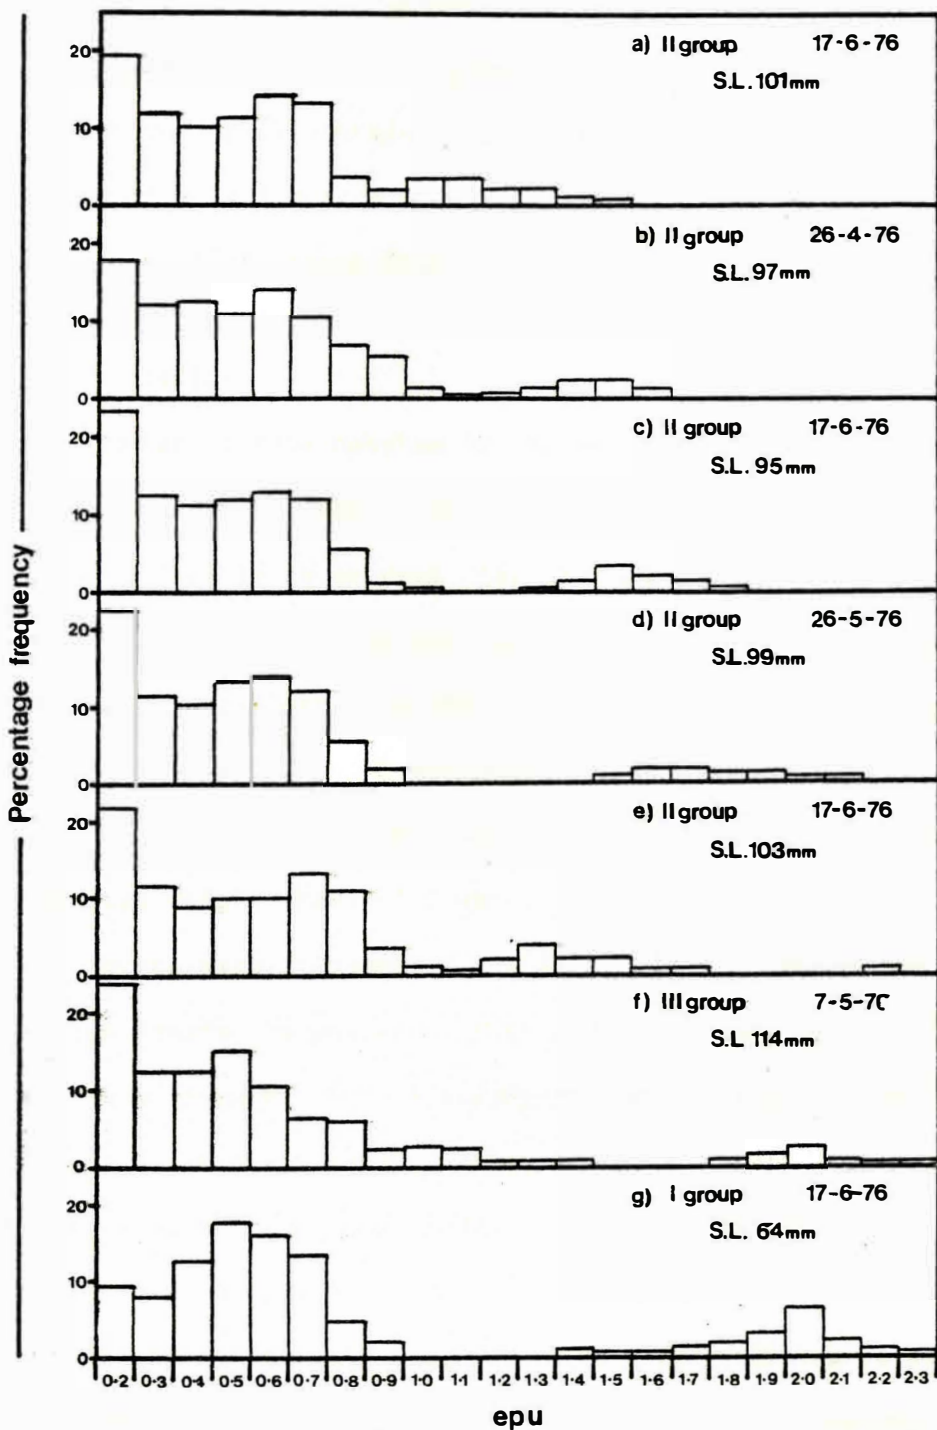 Percentage frequency
a) II group 17-6-76
S.L. 101mm
20
10
0
b) II group 26-4-76
S.L. 97mm
20
10
0
c) II group 17-6-76
S.L. 95mm
20
10
0
d) II group 26-5-76
S.L. 99mm
20
10
0
e) II group 17-6-76
S.L. 103mm
20
10
0
f) III group
S.L 114mm
20
10
0
g) I group 17-6-76
S.L. 64mm
20
10
0
0·2 0·3 0·4 0·5 0·6 0·7 0·8 0·9 1·0 1·1 1·2 1·3 1·4 1·5 1·6 1·7 1·8 1·9 2·0 2·1 2·2 2·3
epu